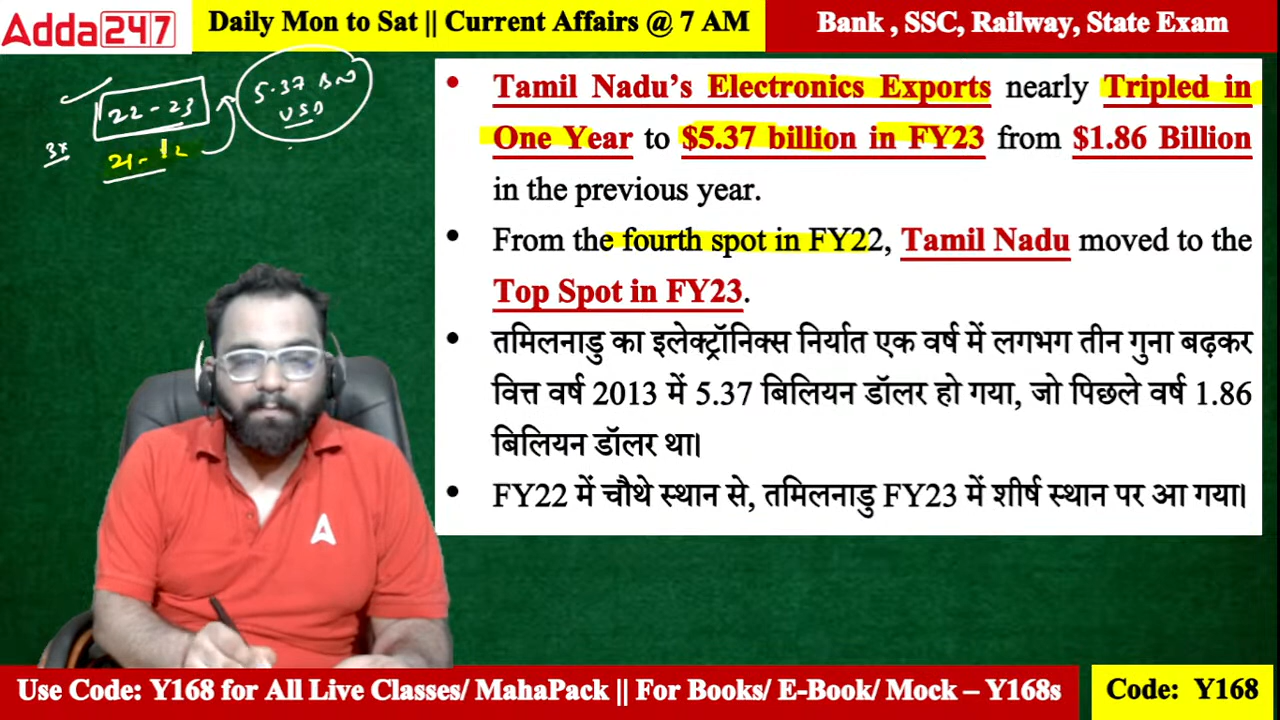 Adda247
Daily Mon to Sat || Current Affairs @ 7 AM
Bank , SSC, Railway, State Exam
22-23
5.37 BN
USD
3x
21-
• Tamil Nadu's Electronics Exports nearly Tripled in
One Year to $5.37 billion in FY23 from $1.86 Billion
in the previous year.
• From the fourth spot in FY22, Tamil Nadu moved to the
Top Spot in FY23.
• तमिलनाडु का इलेक्ट्रॉनिक्स निर्यात एक वर्ष में लगभग तीन गुना बढ़कर
वित्त वर्ष 2013 में 5.37 बिलियन डॉलर हो गया, जो पिछले वर्ष 1.86
बिलियन डॉलर था।
• FY22 में चौथे स्थान से, तमिलनाडु FY23 में शीर्ष स्थान पर आ गया।
A
Use Code: Y168 for All Live Classes/ MahaPack || For Books/ E-Book/ Mock – Y168s
Code: Y168